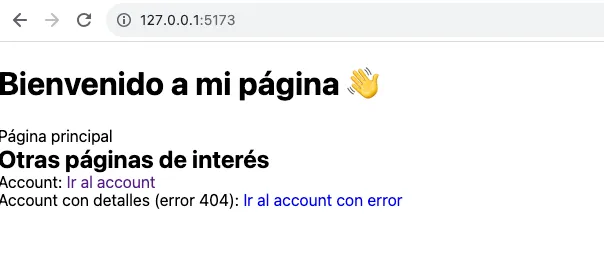 127.0.0.1:5173
Bienvenido a mi página 👋
Página principal
Otras páginas de interés
Account: Ir al account
Account con detalles (error 404): Ir al account con error